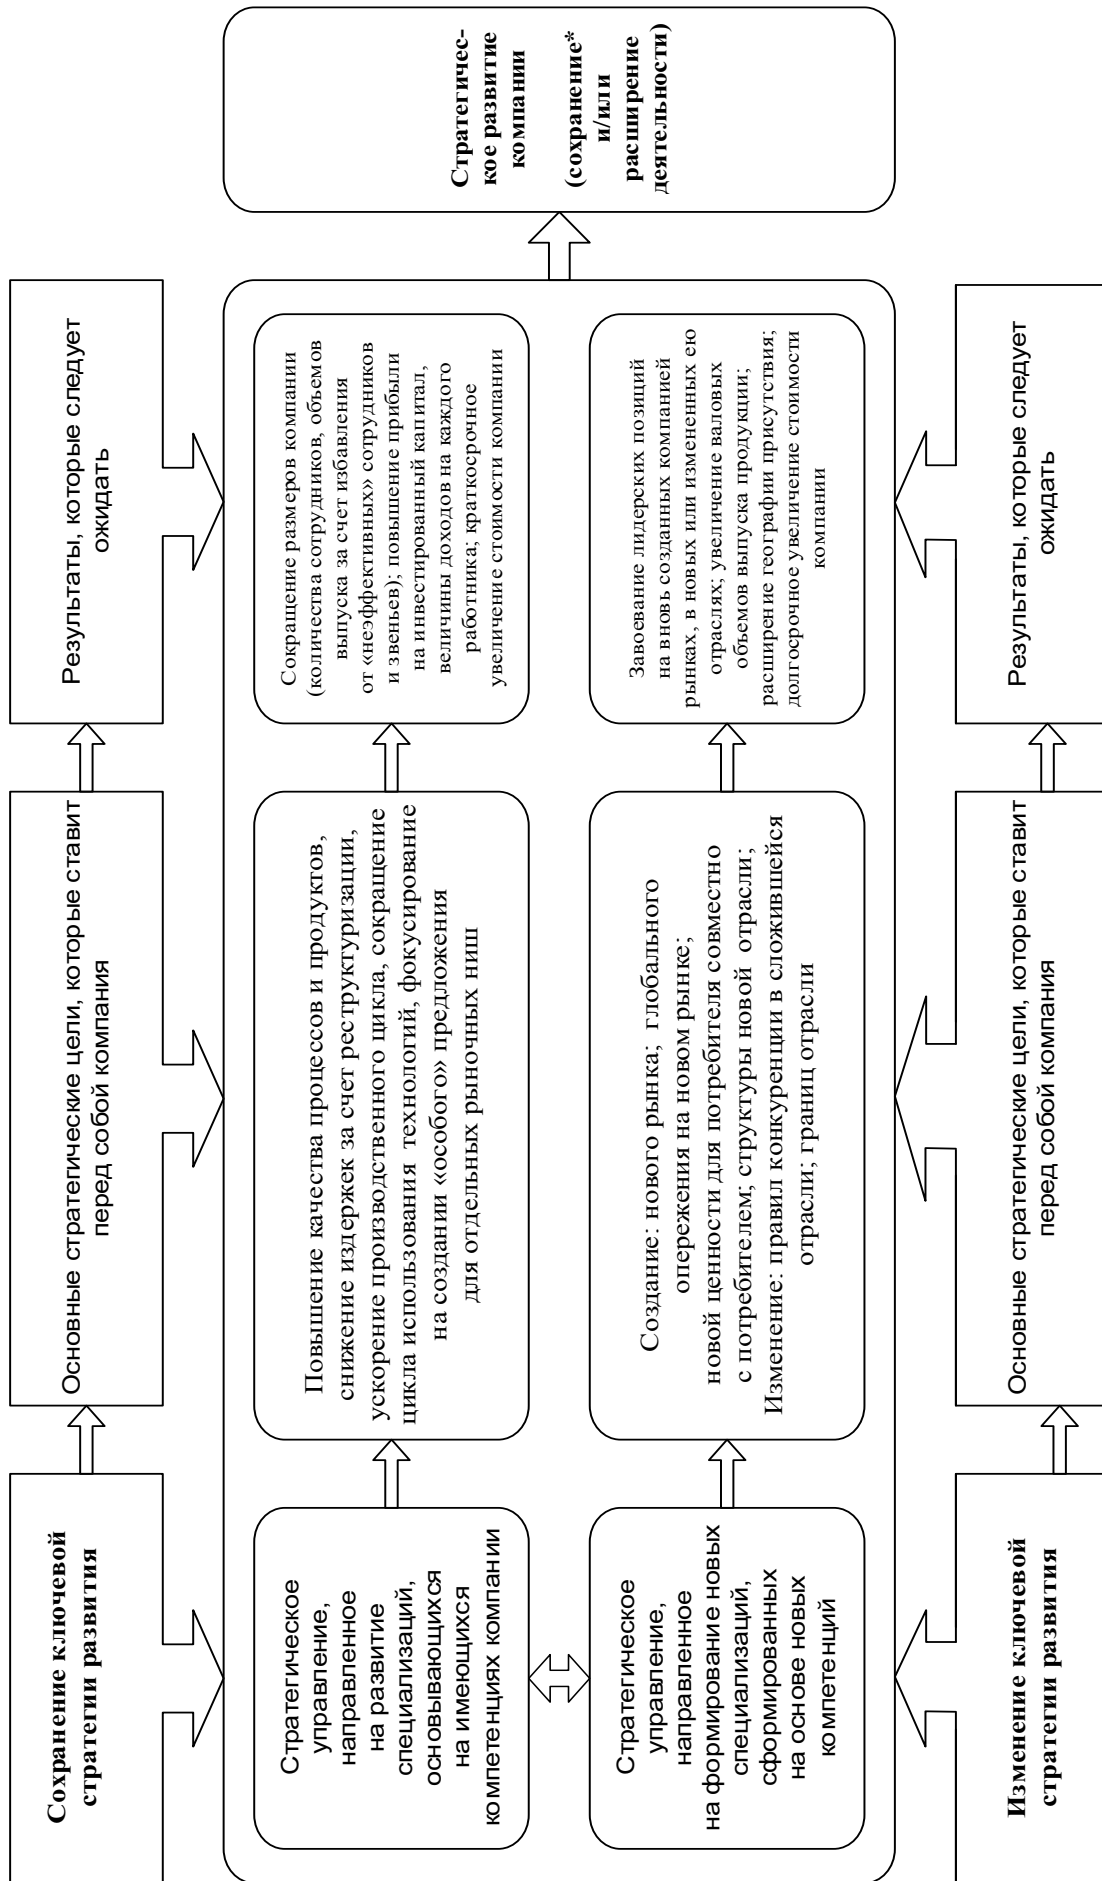 Сохранение ключевой
стратегии развития
Основные стратегические цели, которые ставит
перед собой компания
Результаты, которые следует
ожидать
Стратегическое
управление,
направленное
на развитие
специализаций,
основывающихся
на имеющихся
компетенциях компании
Повышение качества процессов и продуктов,
снижение издержек за счет реструктуризации,
ускорение производственного цикла, сокращение
цикла использования технологий, фокусирование
на создании «особого» предложения
для отдельных рыночных ниш
Сокращение размеров компании
(количества сотрудников, объемов
выпуска за счет избавления
от «неэффективных» сотрудников
и звеньев); повышение прибыли
на инвестированный капитал,
величины доходов на каждого
работника; краткосрочное
увеличение стоимости компании
Стратегичес-
кое развитие
компании
(сохранение*
и/или
расширение
деятельности)
Стратегическое
управление,
направленное
на формирование новых
специализаций,
сформированных
на основе новых
компетенций
Создание: нового рынка; глобального
опережения на новом рынке;
новой ценности для потребителя совместно
с потребителем; структуры новой отрасли;
Изменение: правил конкуренции в сложившейся
отрасли; границ отрасли
Завоевание лидерских позиций
на вновь созданных компанией
рынках, в новых или измененных ею
отраслях; увеличение валовых
объемов выпуска продукции;
расширение географии присутствия;
долгосрочное увеличение стоимости
компании
Изменение ключевой
стратегии развития
Основные стратегические цели, которые ставит
перед собой компания
Результаты, которые следует
ожидать